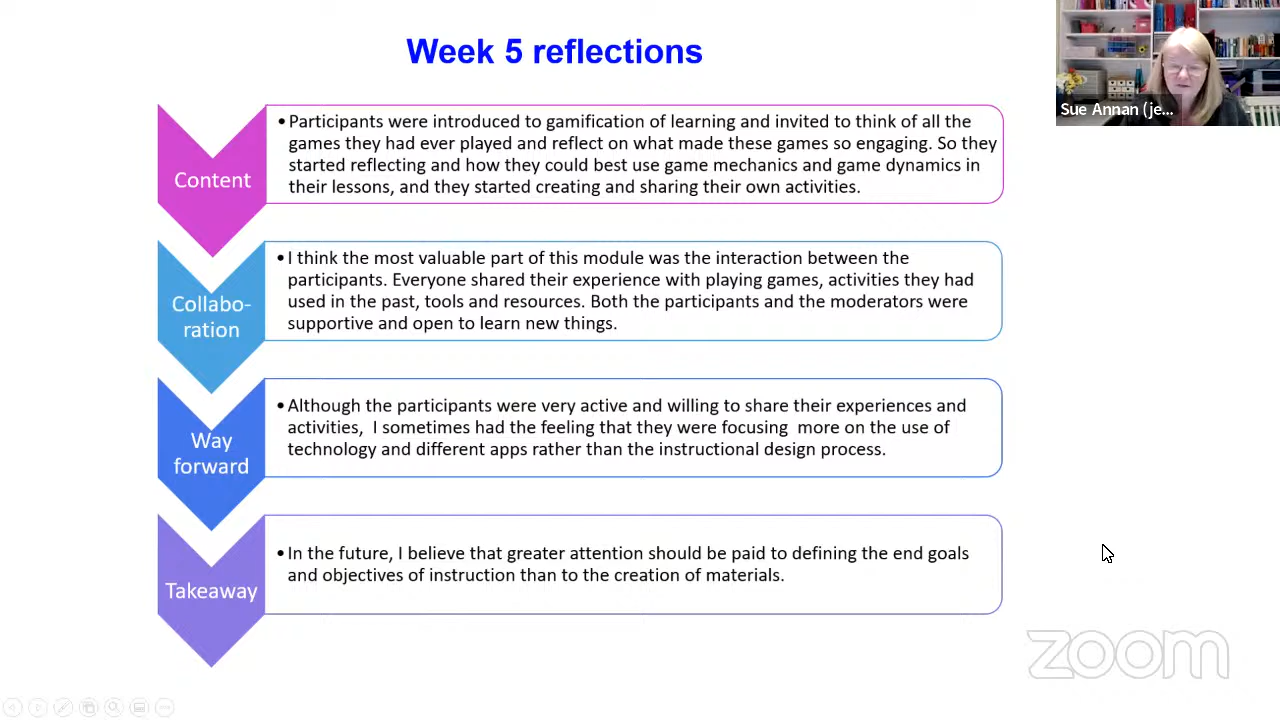 Week 5 reflections
Sue Annan (je...
Content
•Participants were introduced to gamification of learning and invited to think of all the
games they had ever played and reflect on what made these games so engaging. So they
started reflecting and how they could best use game mechanics and game dynamics in
their lessons, and they started creating and sharing their own activities.
Collabo-
ration
•I think the most valuable part of this module was the interaction between the
participants. Everyone shared their experience with playing games, activities they had
used in the past, tools and resources. Both the participants and the moderators were
supportive and open to learn new things.
Way
forward
•Although the participants were very active and willing to share their experiences and
activities,  I sometimes had the feeling that they were focusing  more on the use of
technology and different apps rather than the instructional design process.
Takeaway
•In the future, I believe that greater attention should be paid to defining the end goals
and objectives of instruction than to the creation of materials.
zoom